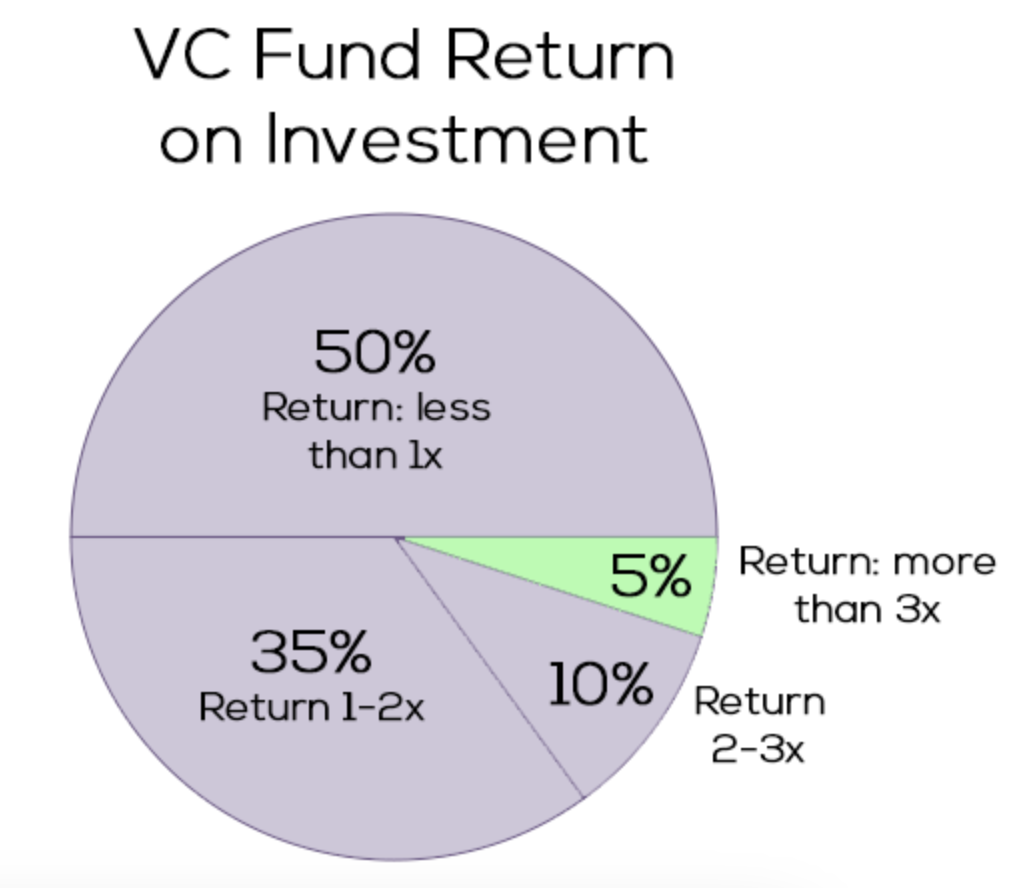 VC Fund Return
on Investment
50%
Return: less
than 1x
5%
Return: more
than 3x
35%
Return 1-2x
10%
Return
2-3x